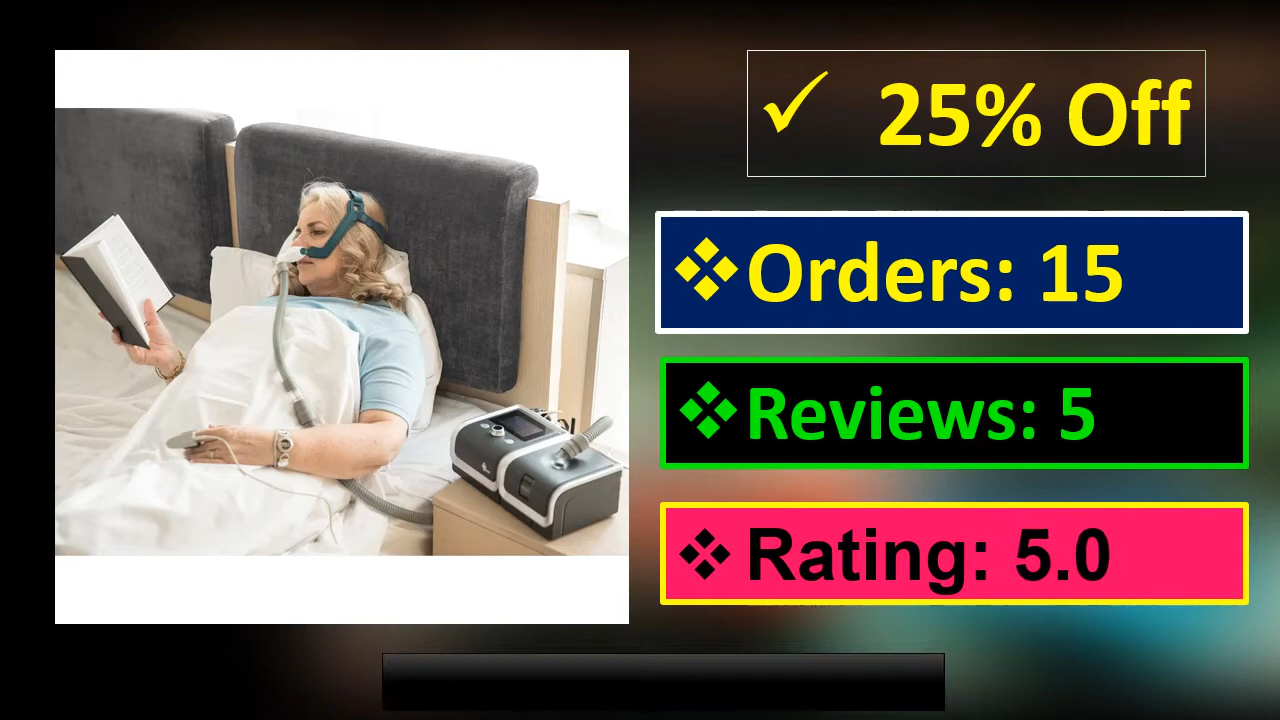 ✓ 25% Off
❖Orders: 15
❖Reviews: 5
❖Rating: 5.0